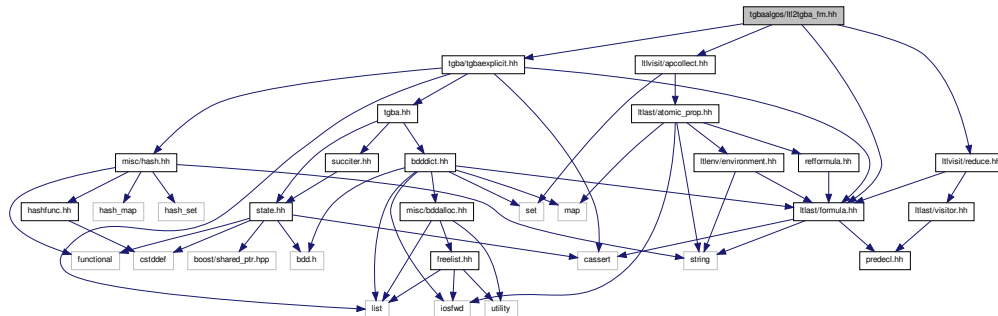 tgbaalgos/ltl2tgba_fm.hh
tgba/tgbaexplicit.hh
ltlvisit/apcollect.hh
tgba.hh
ltlast/atomic_prop.hh
misc/hash.hh
succiter.hh
bdddict.hh
ltlenv/environment.hh
refformula.hh
ltlvisit/reduce.hh
hashfunc.hh
hash_map
hash_set
state.hh
misc/bddalloc.hh
set
map
ltlast/formula.hh
ltlast/visitor.hh
functional
cstddef
boost/shared_ptr.hpp
bdd.h
freelist.hh
cassert
string
predecl.hh
list
iosfwd
utility